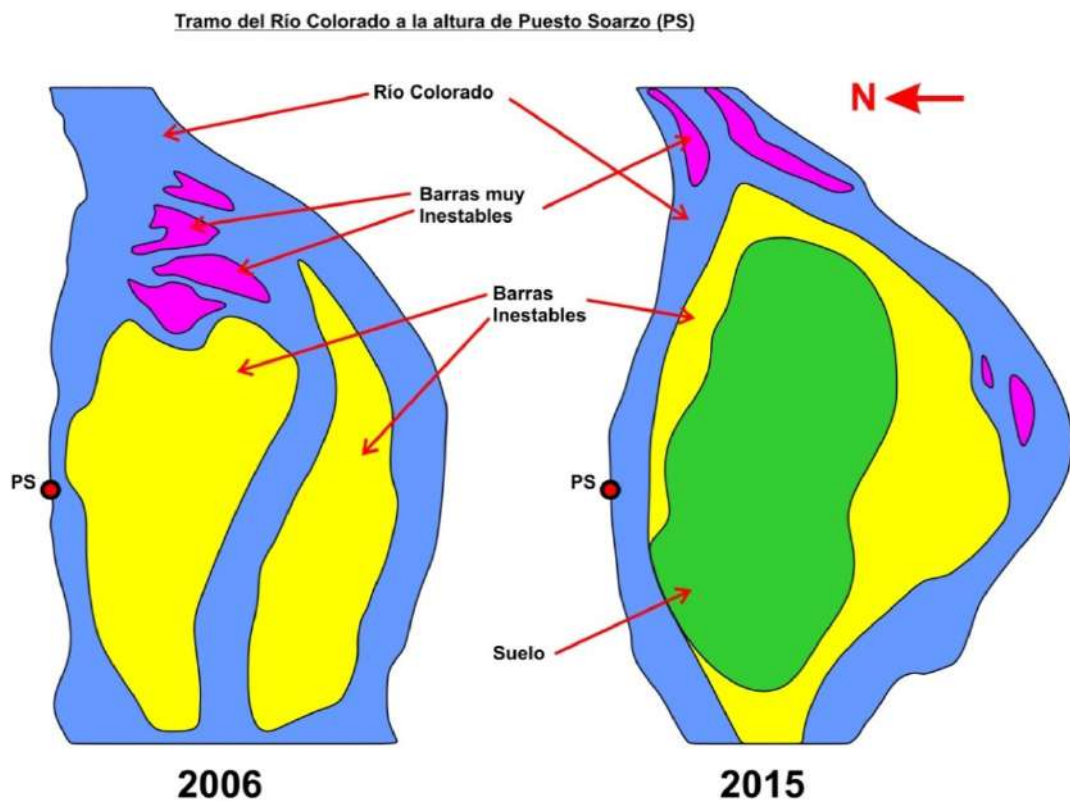 Tramo del Río Colorado a la altura de Puesto Soarzo (PS)
Río Colorado
N
Barras muy
Inestables
Barras
Inestables
PS
PS
Suelo
2006
2015